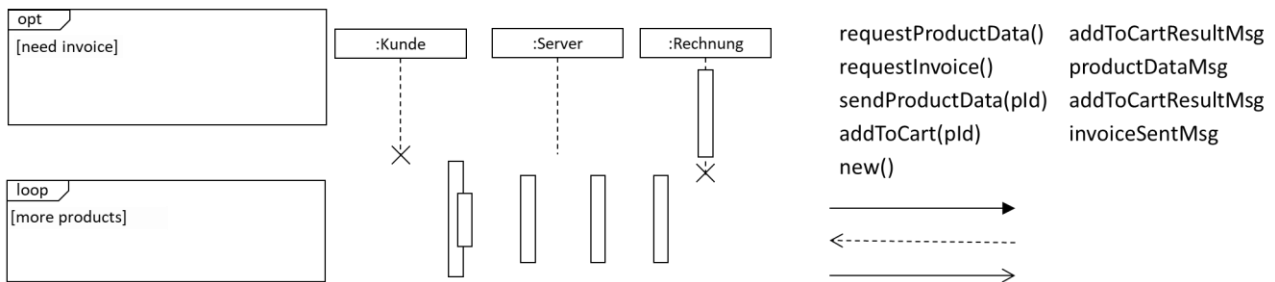 opt
[need invoice]
:Kunde
:Server
:Rechnung
requestProductData() addToCartResultMsg
requestInvoice() productDataMsg
sendProductData(pId) addToCartResultMsg
addToCart(pId) invoiceSentMsg
new()
loop
[more products]